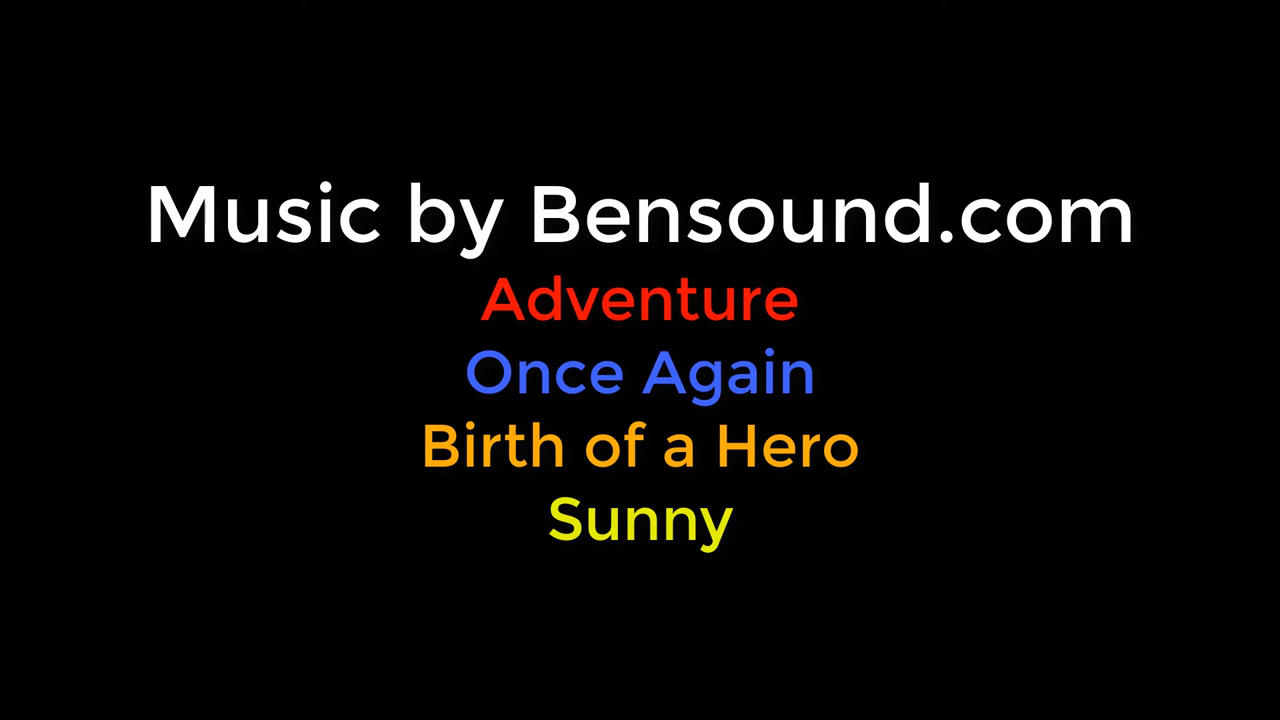 Music by Bensound.com
Adventure
Once Again
Birth of a Hero
Sunny